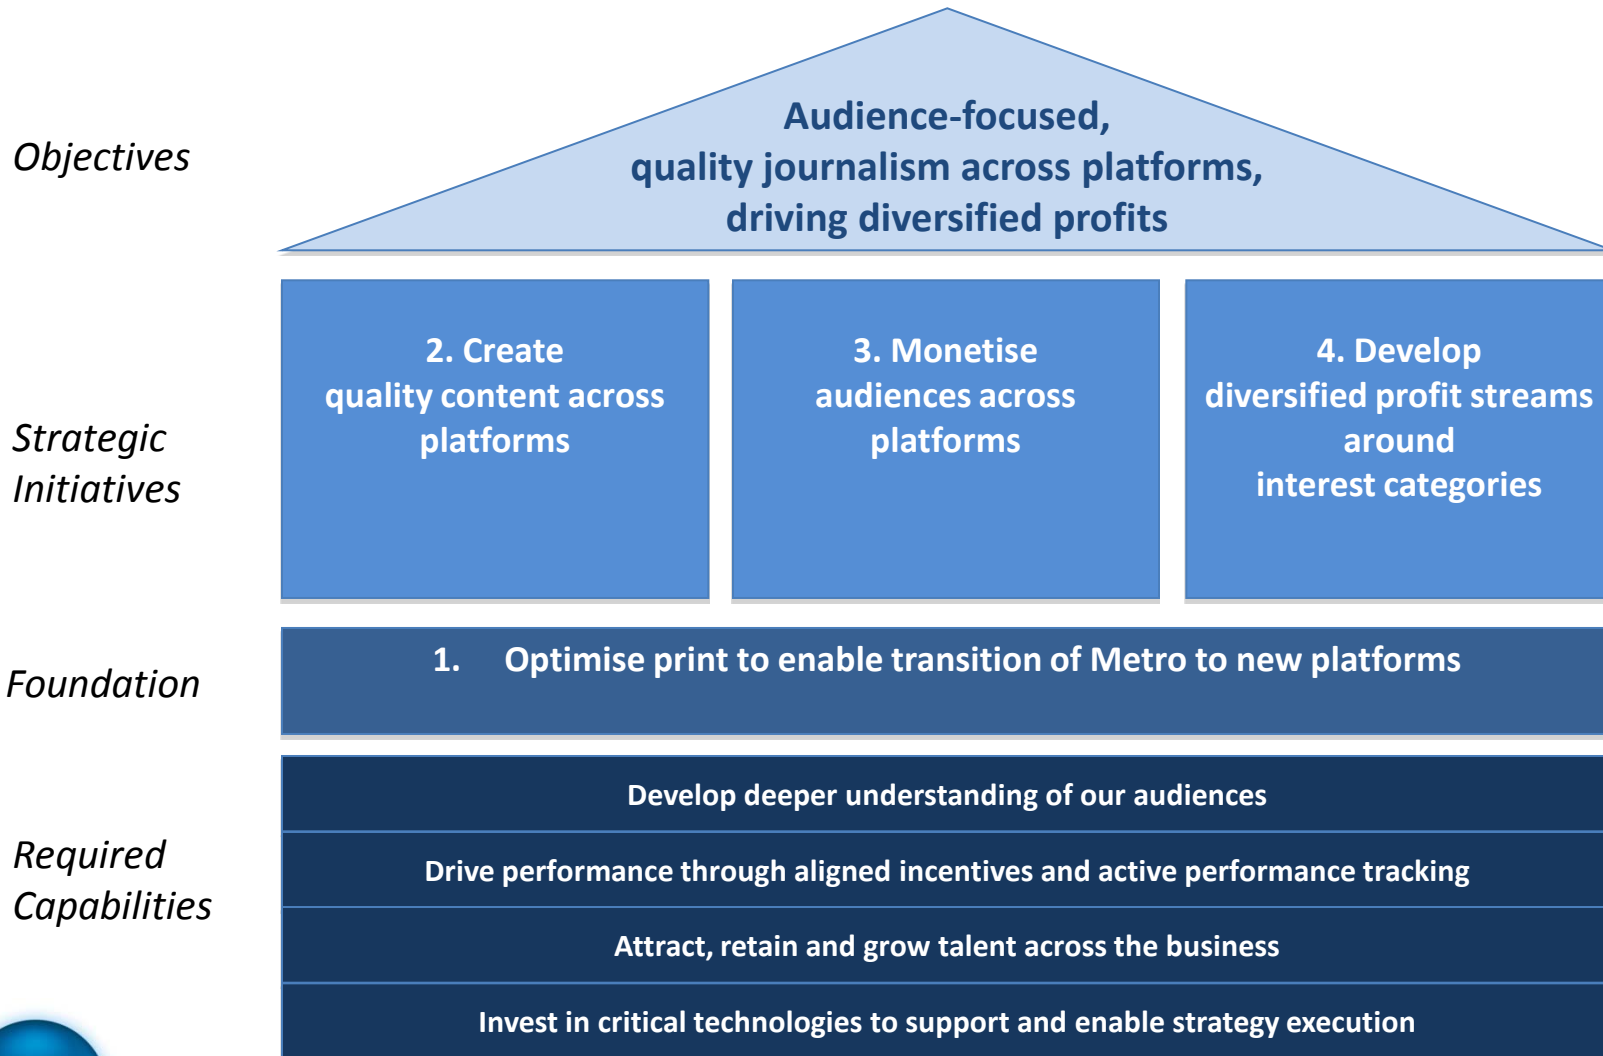 Objectives
Audience-focused,
quality journalism across platforms,
driving diversified profits
Strategic
Initiatives
2. Create
quality content across
platforms
3. Monetise
audiences across
platforms
4. Develop
diversified profit streams
around
interest categories
Foundation
1. Optimise print to enable transition of Metro to new platforms
Required
Capabilities
Develop deeper understanding of our audiences
Drive performance through aligned incentives and active performance tracking
Attract, retain and grow talent across the business
Invest in critical technologies to support and enable strategy execution